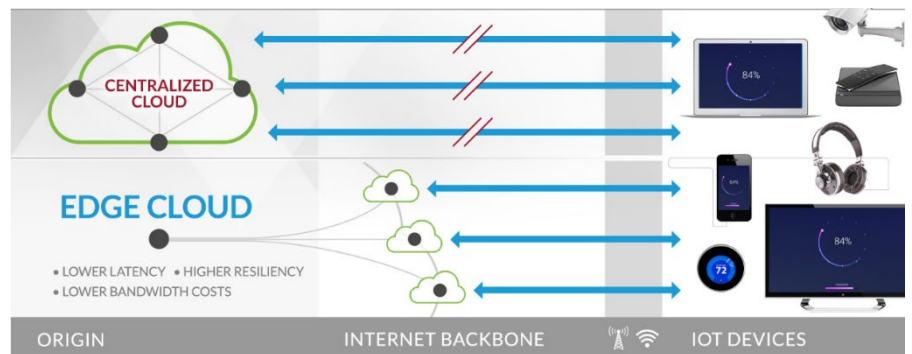 CENTRALIZED
CLOUD
84%
EDGE CLOUD
• LOWER LATENCY • HIGHER RESILIENCY
• LOWER BANDWIDTH COSTS
84%
84%
72
ORIGIN
INTERNET BACKBONE
IOT DEVICES